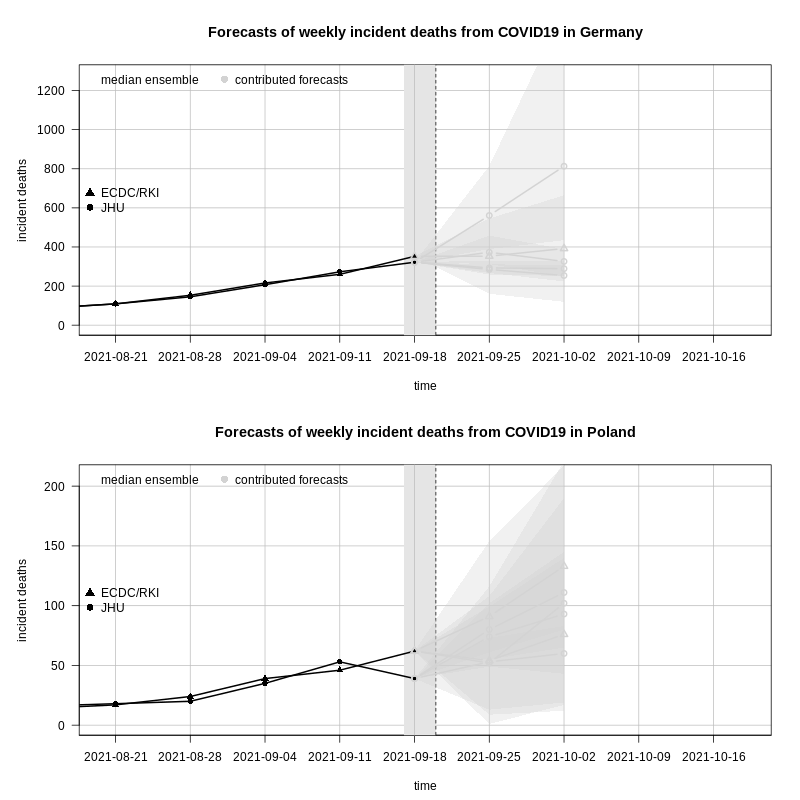 Forecasts of weekly incident deaths from COVID19 in Germany
median ensemble contributed forecasts
1200
1000
800
600
400
200
0
incident deaths
ECDC/RKI
JHU
2021-08-21 2021-08-28 2021-09-04 2021-09-11 2021-09-18 2021-09-25 2021-10-02 2021-10-09 2021-10-16
time
Forecasts of weekly incident deaths from COVID19 in Poland
median ensemble contributed forecasts
200
150
100
50
0
incident deaths
ECDC/RKI
JHU
2021-08-21 2021-08-28 2021-09-04 2021-09-11 2021-09-18 2021-09-25 2021-10-02 2021-10-09 2021-10-16
time